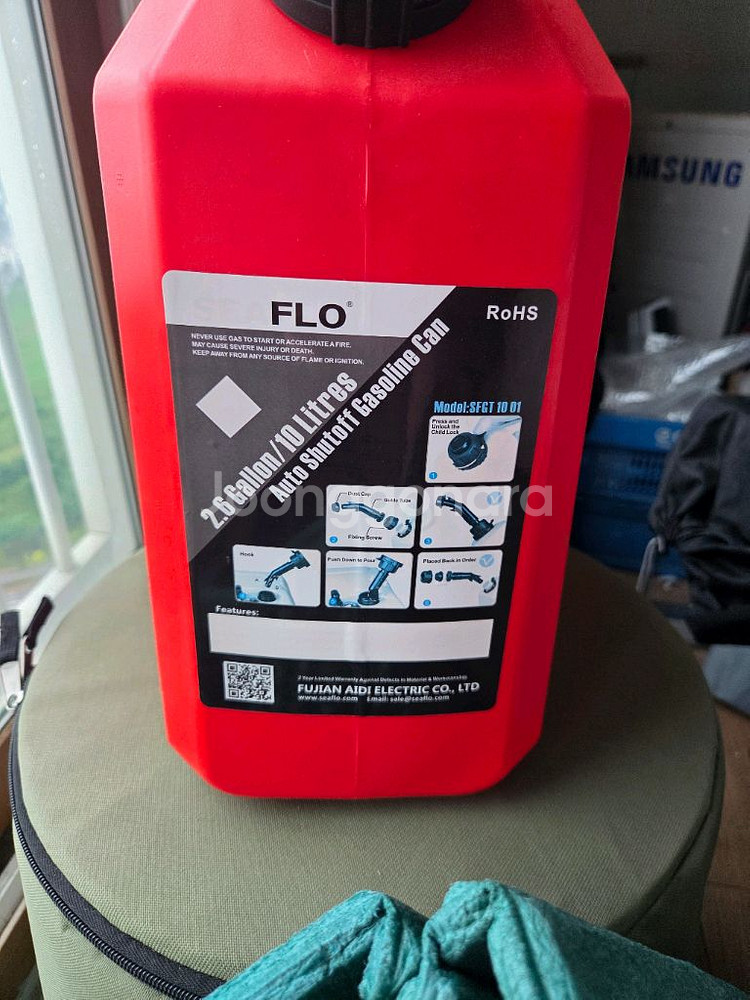 FLO®
RoHS
SAMSUNG
NEVER USE GAS TO START OR ACCELERATE A FIRE.
MAY CAUSE SEVERE INJURY OR DEATH.
KEEP AWAY FROM ANY SOURCE OF FLAME OR IGNITION.
2.6 Gallon/10 Litres
Auto Shutoff Gasoline Can
Model:SFGT 10 01
Press and
Unlock the
Child Lock
1
Dust Cap
Fixing Screw
2
3
Hook
Push Down to Pour
Placed Back in Order
Features:
2 Year Limited Warranty Against Defects in Material & Workmanship
FUJIAN AIDI ELECTRIC CO., LTD
www.seaflo.com Email: sale@seaflo.com